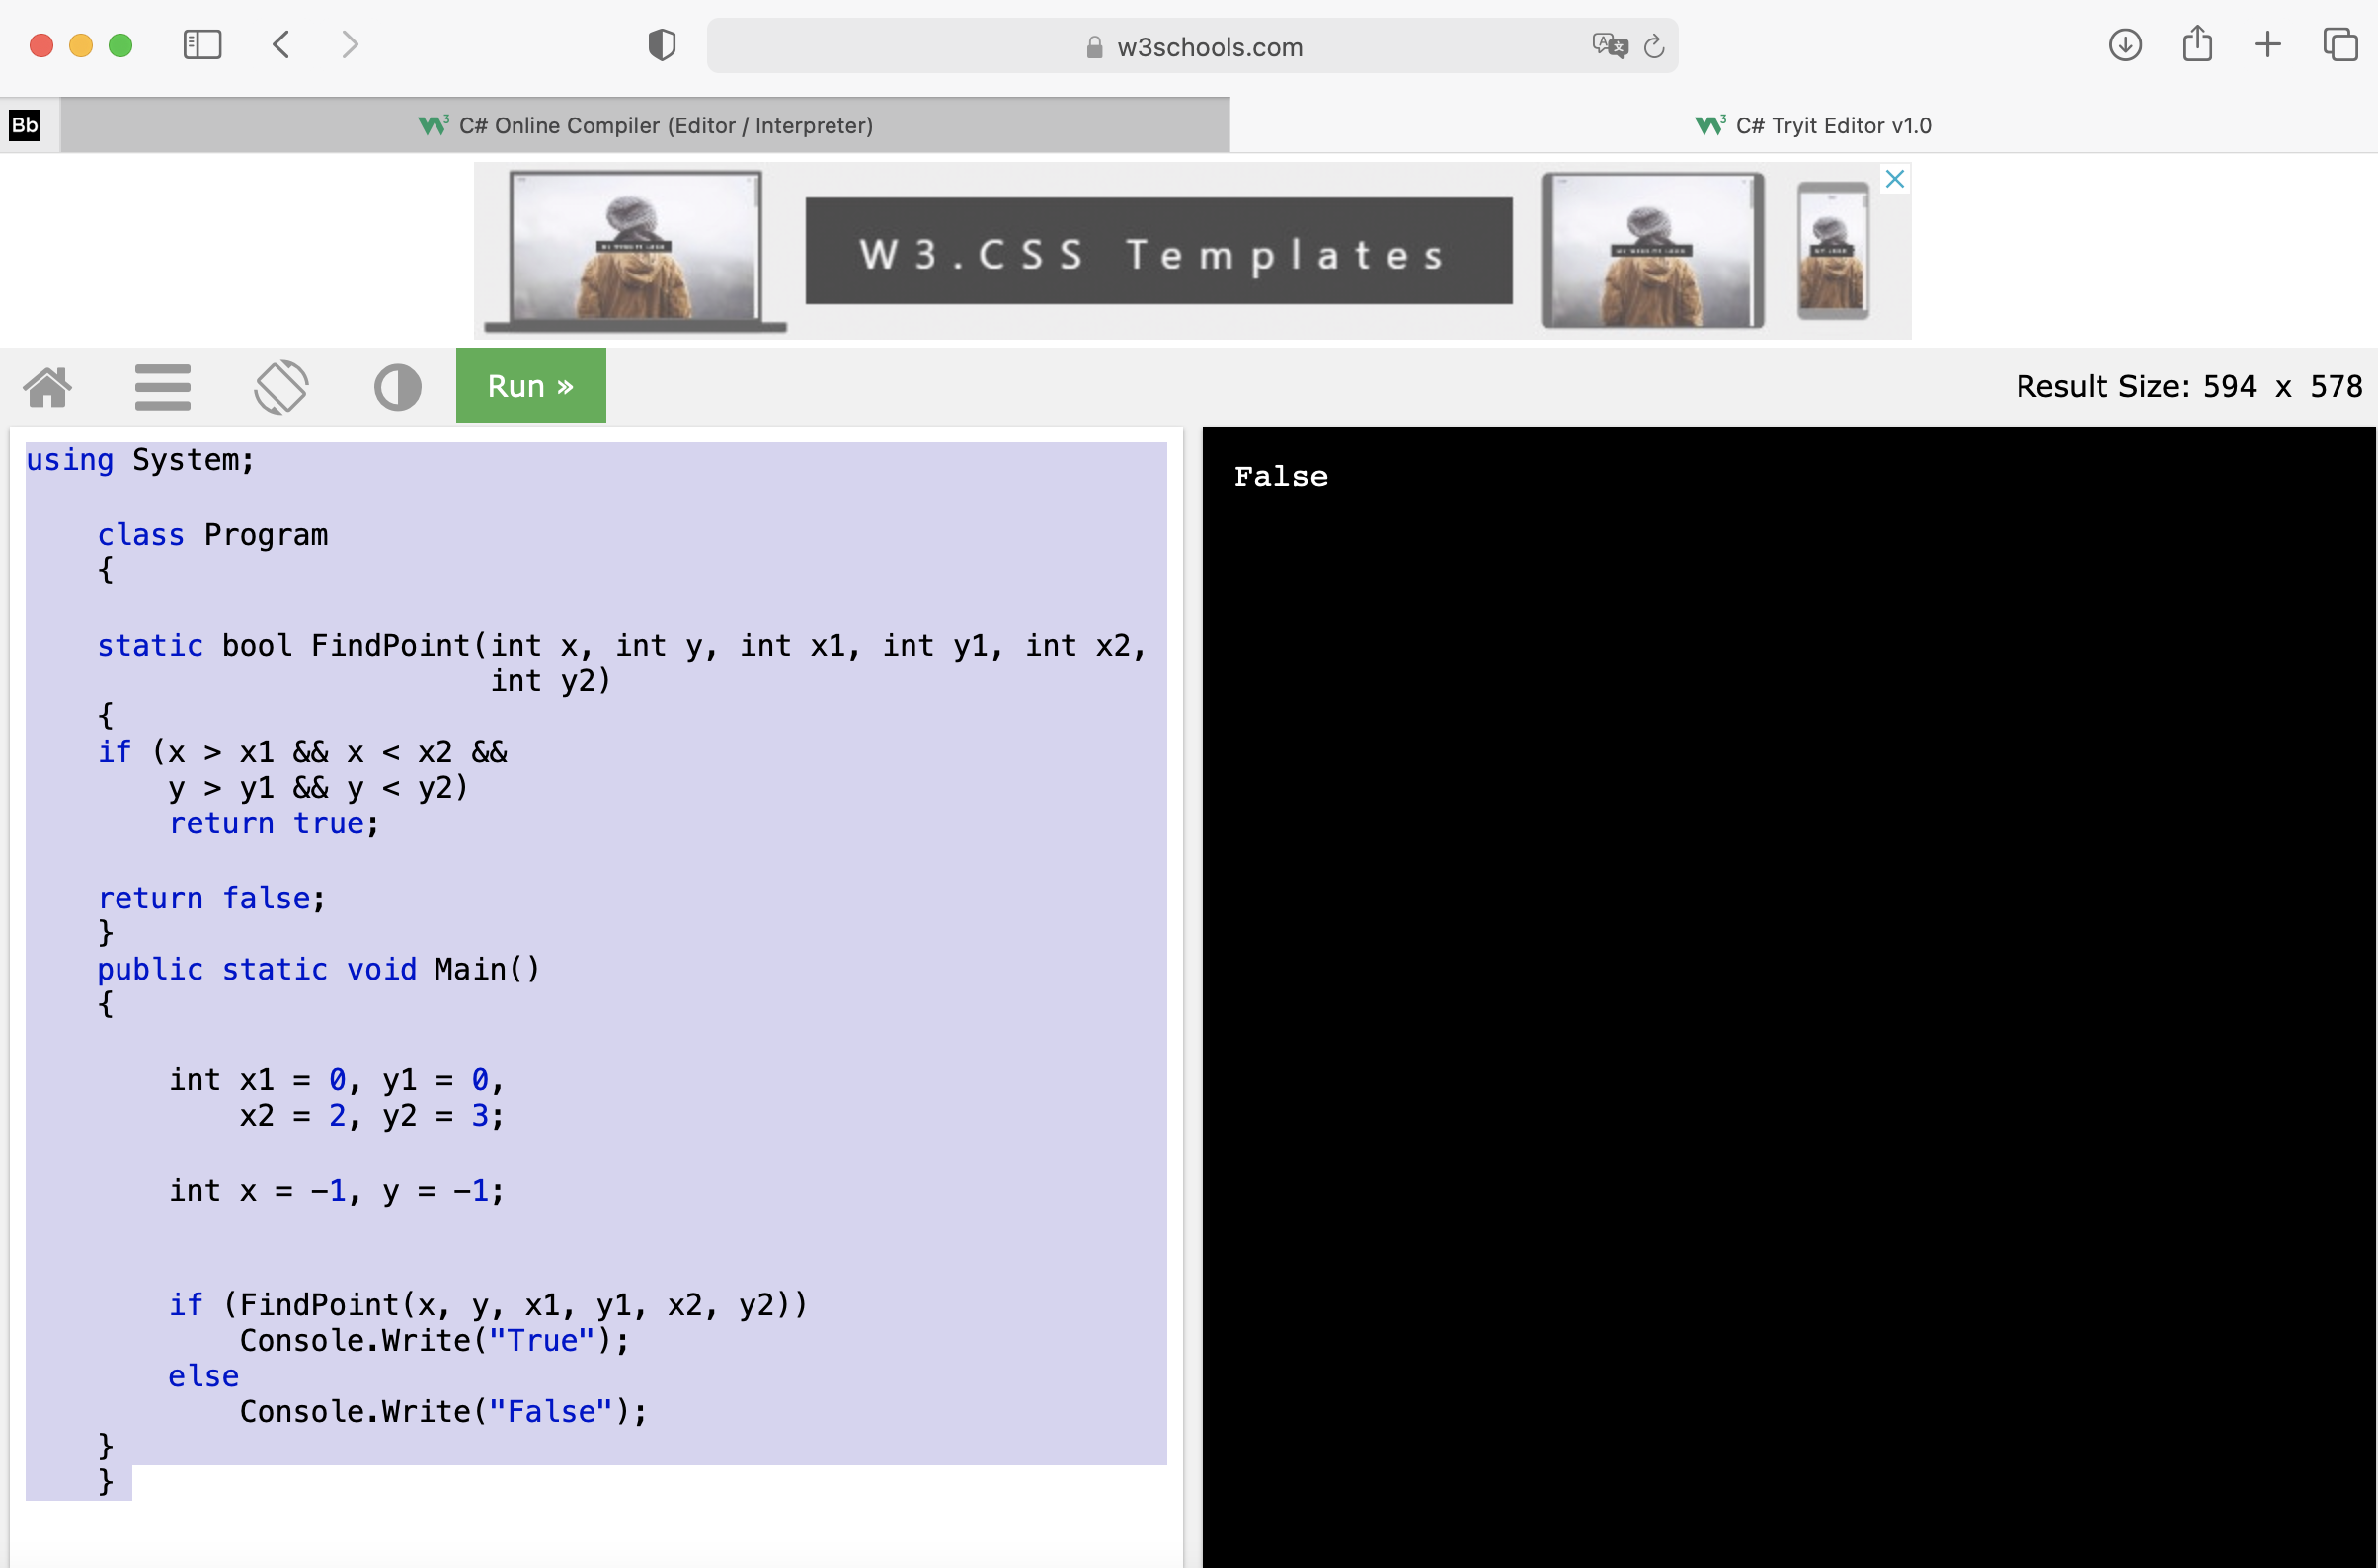 w3schools.com
Bb
C# Online Compiler (Editor / Interpreter)
C# Tryit Editor v1.0
W3.CSS Templates
Run »
Result Size: 594 x 578
using System;
class Program
{
static bool FindPoint(int x, int y, int x1, int y1, int x2,
int y2)
{
if (x > x1 && x < x2 &&
y > y1 && y < y2)
return true;
return false;
}
public static void Main()
{
int x1 = 0, y1 = 0,
x2 = 2, y2 = 3;
int x = -1, y = -1;
if (FindPoint(x, y, x1, y1, x2, y2))
Console.Write("True");
else
Console.Write("False");
}
}
False